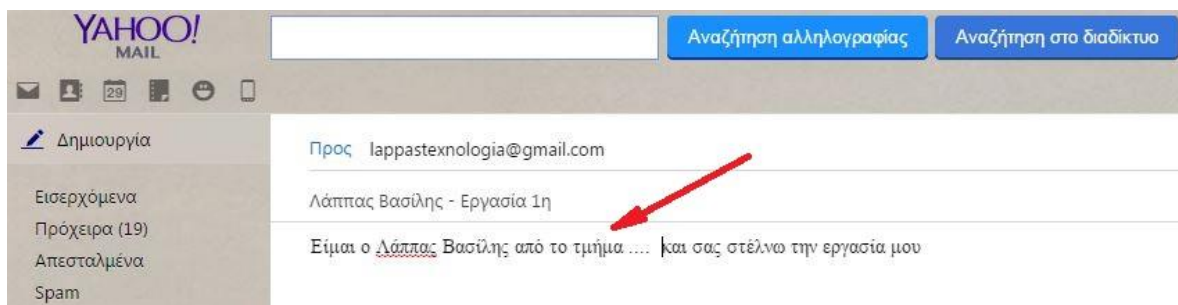 YAHOO!
MAIL
Αναζήτηση αλληλογραφίας
Αναζήτηση στο διαδίκτυο
29
Δημιουργία
Προς lappastexnologia@gmail.com
Λάππας Βασίλης - Εργασία 1η
Είμαι ο Λάππας Βασίλης από το τμήμα .... και σας στέλνω την εργασία μου
Εισερχόμενα
Πρόχειρα (19)
Απεσταλμένα
Spam